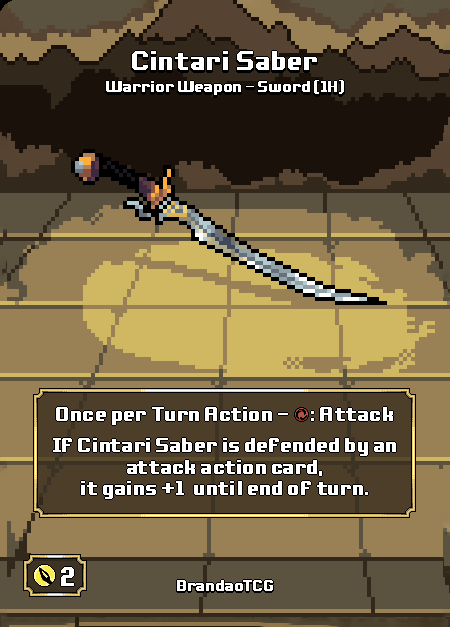 Cintari Saber
Warrior Weapon - Sword (1H)
Once per Turn Action - : Attack
If Cintari Saber is defended by an
attack action card,
it gains +1 until end of turn.
2
BrandaoTCG